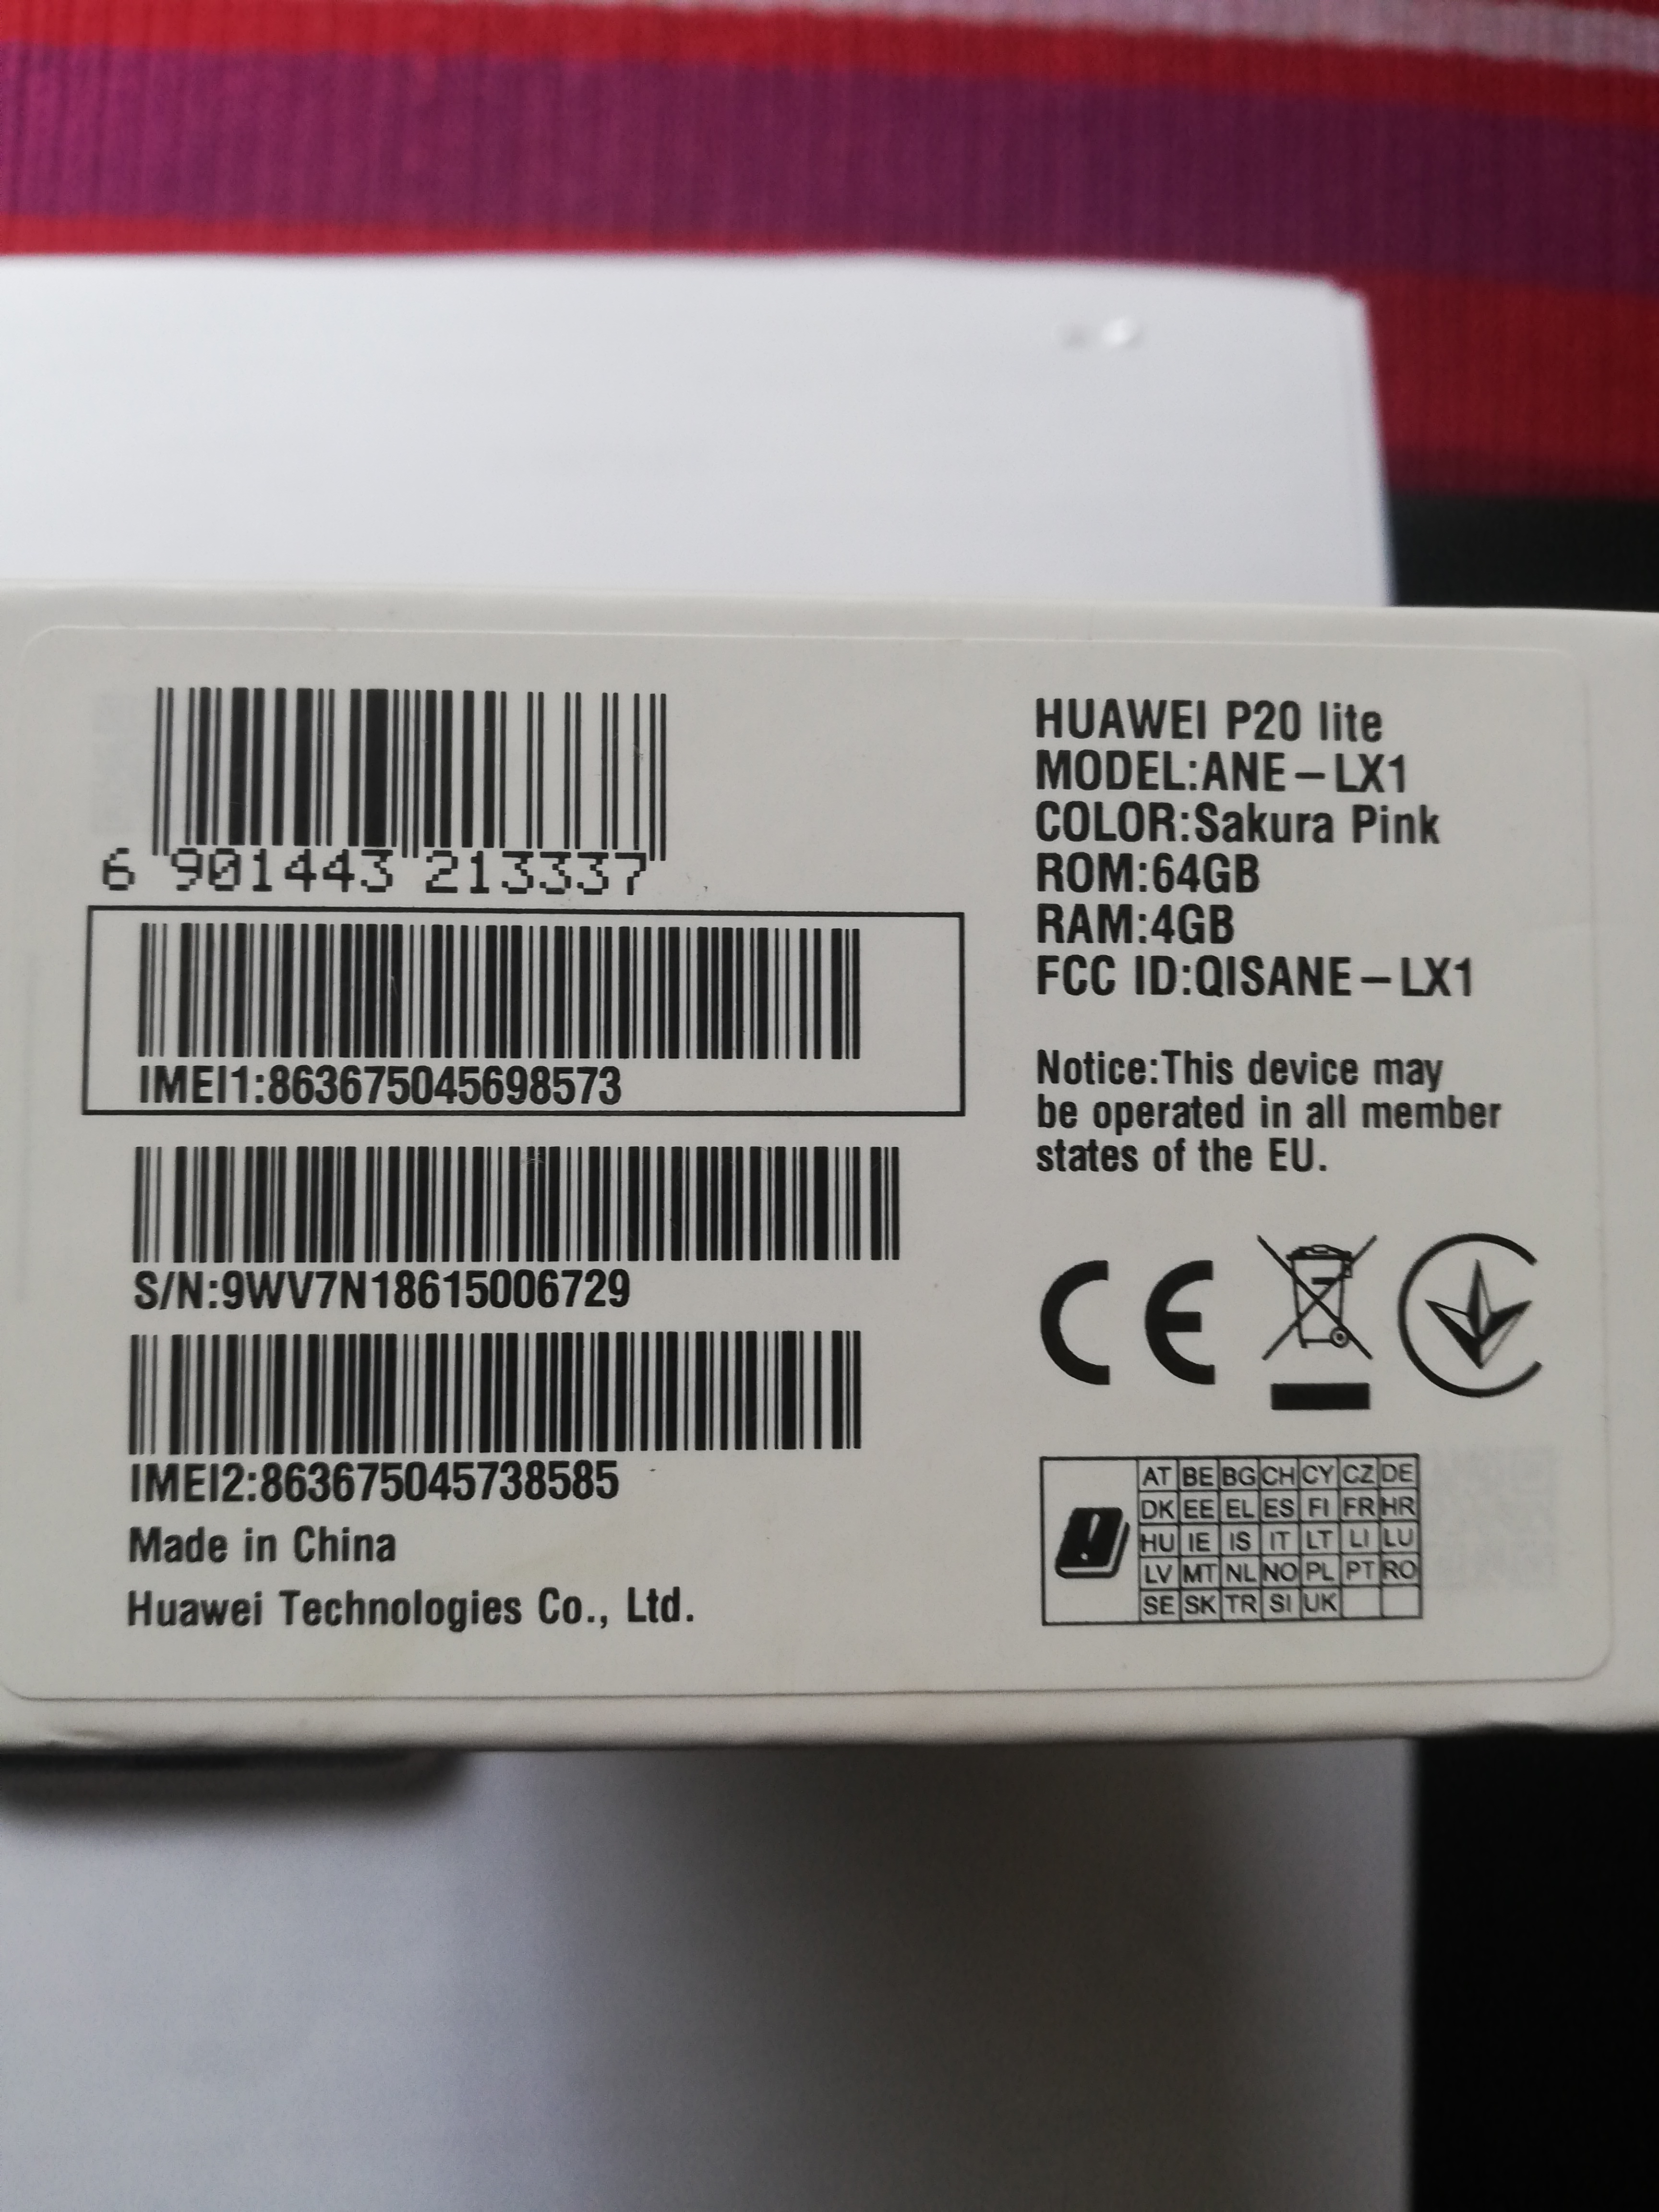 6 901443 213337
IMEI1:863675045698573
S/N:9WV7N18615006729
IMEI2:863675045738585
Made in China
Huawei Technologies Co., Ltd.
HUAWEI P20 lite
MODEL:ANE-LX1
COLOR:Sakura Pink
ROM:64GB
RAM:4GB
FCC ID:QISANE-LX1
Notice:This device may
be operated in all member
states of the EU.
CE
AT BE BG CH CY CZ DE
DK EE EL ES FI FR HR
HU IE IS IT LT LI LU
LV MT NL NO PL PT RO
SE SK TR SI UK